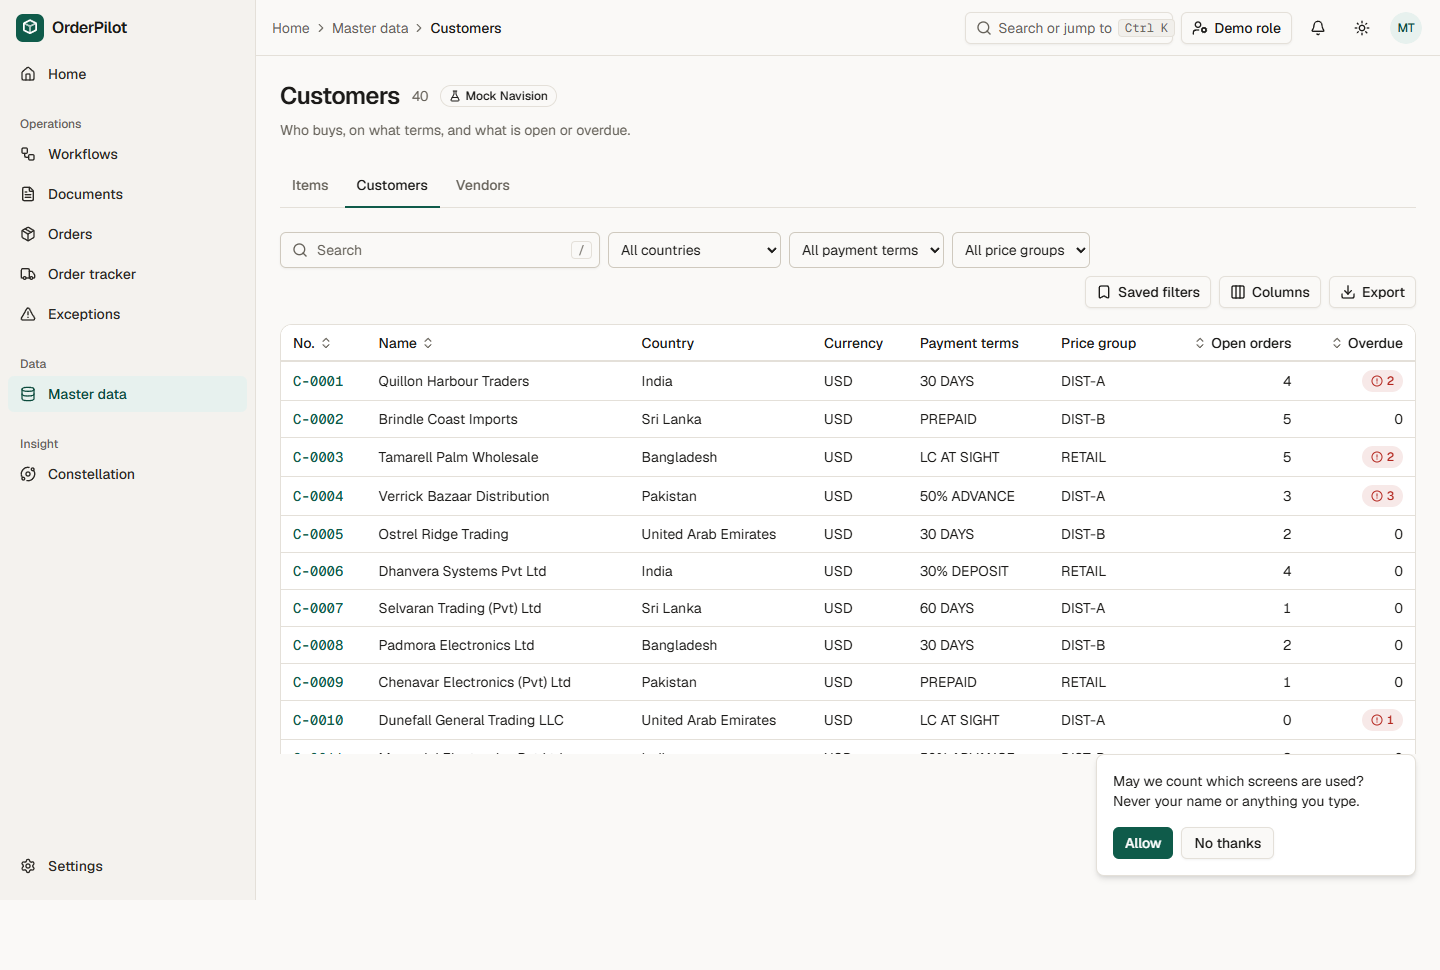 OrderPilot
Home
Operations
Workflows
Documents
Orders
Order tracker
Exceptions
Data
Master data
Insight
Constellation
Settings
Home > Master data > Customers
Search or jump to Ctrl K
Demo role
MT
Customers 40 Mock Navision
Who buys, on what terms, and what is open or overdue.
Items Customers Vendors
Search /
All countries
All payment terms
All price groups
Saved filters
Columns
Export
No. Name Country Currency Payment terms Price group Open orders Overdue
C-0001 Quillon Harbour Traders India USD 30 DAYS DIST-A 4 2
C-0002 Brindle Coast Imports Sri Lanka USD PREPAID DIST-B 5 0
C-0003 Tamarell Palm Wholesale Bangladesh USD LC AT SIGHT RETAIL 5 2
C-0004 Verrick Bazaar Distribution Pakistan USD 50% ADVANCE DIST-A 3 3
C-0005 Ostrel Ridge Trading United Arab Emirates USD 30 DAYS DIST-B 2 0
C-0006 Dhanvera Systems Pvt Ltd India USD 30% DEPOSIT RETAIL 4 0
C-0007 Selvaran Trading (Pvt) Ltd Sri Lanka USD 60 DAYS DIST-A 1 0
C-0008 Padmora Electronics Ltd Bangladesh USD 30 DAYS DIST-B 2 0
C-0009 Chenavar Electronics (Pvt) Ltd Pakistan USD PREPAID RETAIL 1 0
C-0010 Dunefall General Trading LLC United Arab Emirates USD LC AT SIGHT DIST-A 0 1
May we count which screens are used?
Never your name or anything you type.
Allow
No thanks